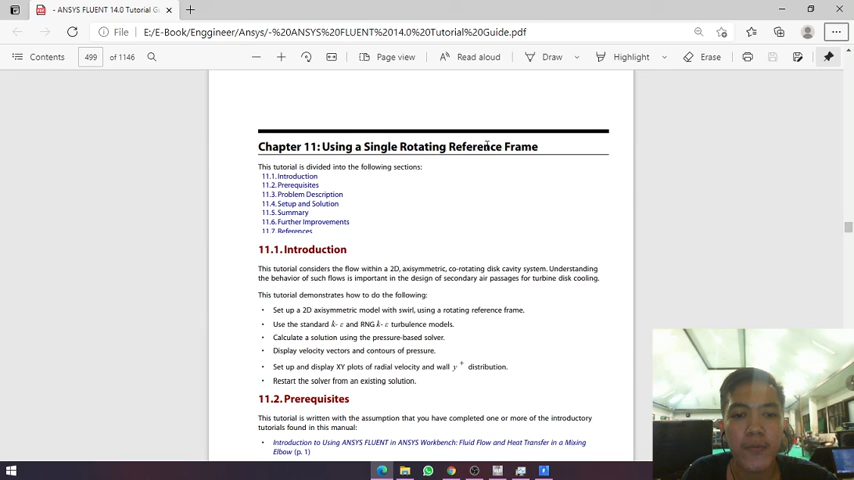 - ANSYS FLUENT 14.0 Tutorial G
File
E:/E-Book/Enggineer/Ansys/-%20ANSYS%20FLUENT%2014.0%20Tutorial%20Guide.pdf
Contents
499
of 1146
Page view
Read aloud
Draw
Highlight
Erase
Chapter 11: Using a Single Rotating Reference Frame
This tutorial is divided into the following sections:
11.1. Introduction
11.2. Prerequisites
11.3. Problem Description
11.4. Setup and Solution
11.5. Summary
11.6. Further Improvements
11.7. References
11.1. Introduction
This tutorial considers the flow within a 2D, axisymmetric, co-rotating disk cavity system. Understanding
the behavior of such flows is important in the design of secondary air passages for turbine disk cooling.
This tutorial demonstrates how to do the following:
• Set up a 2D axisymmetric model with swirl, using a rotating reference frame.
• Use the standard k- ε and RNG k- ε turbulence models.
• Calculate a solution using the pressure-based solver.
• Display velocity vectors and contours of pressure.
• Set up and display XY plots of radial velocity and wall y + distribution.
• Restart the solver from an existing solution.
11.2. Prerequisites
This tutorial is written with the assumption that you have completed one or more of the introductory
tutorials found in this manual:
• Introduction to Using ANSYS FLUENT in ANSYS Workbench: Fluid Flow and Heat Transfer in a Mixing
Elbow (p. 1)